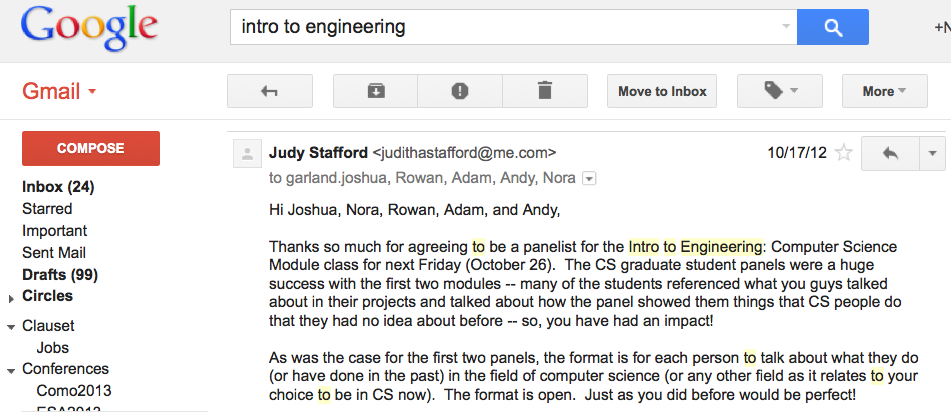 Google
intro to engineering
+N
Gmail
Move to Inbox
More
COMPOSE
Inbox (24)
Starred
Important
Sent Mail
Drafts (99)
Circles
Clauset
Jobs
Conferences
Como2013
ESA2013
Judy Stafford <judithastafford@me.com>
10/17/12
to garland.joshua, Rowan, Adam, Andy, Nora
Hi Joshua, Nora, Rowan, Adam, and Andy,
Thanks so much for agreeing to be a panelist for the Intro to Engineering: Computer Science
Module class for next Friday (October 26).  The CS graduate student panels were a huge
success with the first two modules -- many of the students referenced what you guys talked
about in their projects and talked about how the panel showed them things that CS people do
that they had no idea about before -- so, you have had an impact!
As was the case for the first two panels, the format is for each person to talk about what they do
(or have done in the past) in the field of computer science (or any other field as it relates to your
choice to be in CS now).  The format is open.  Just as you did before would be perfect!